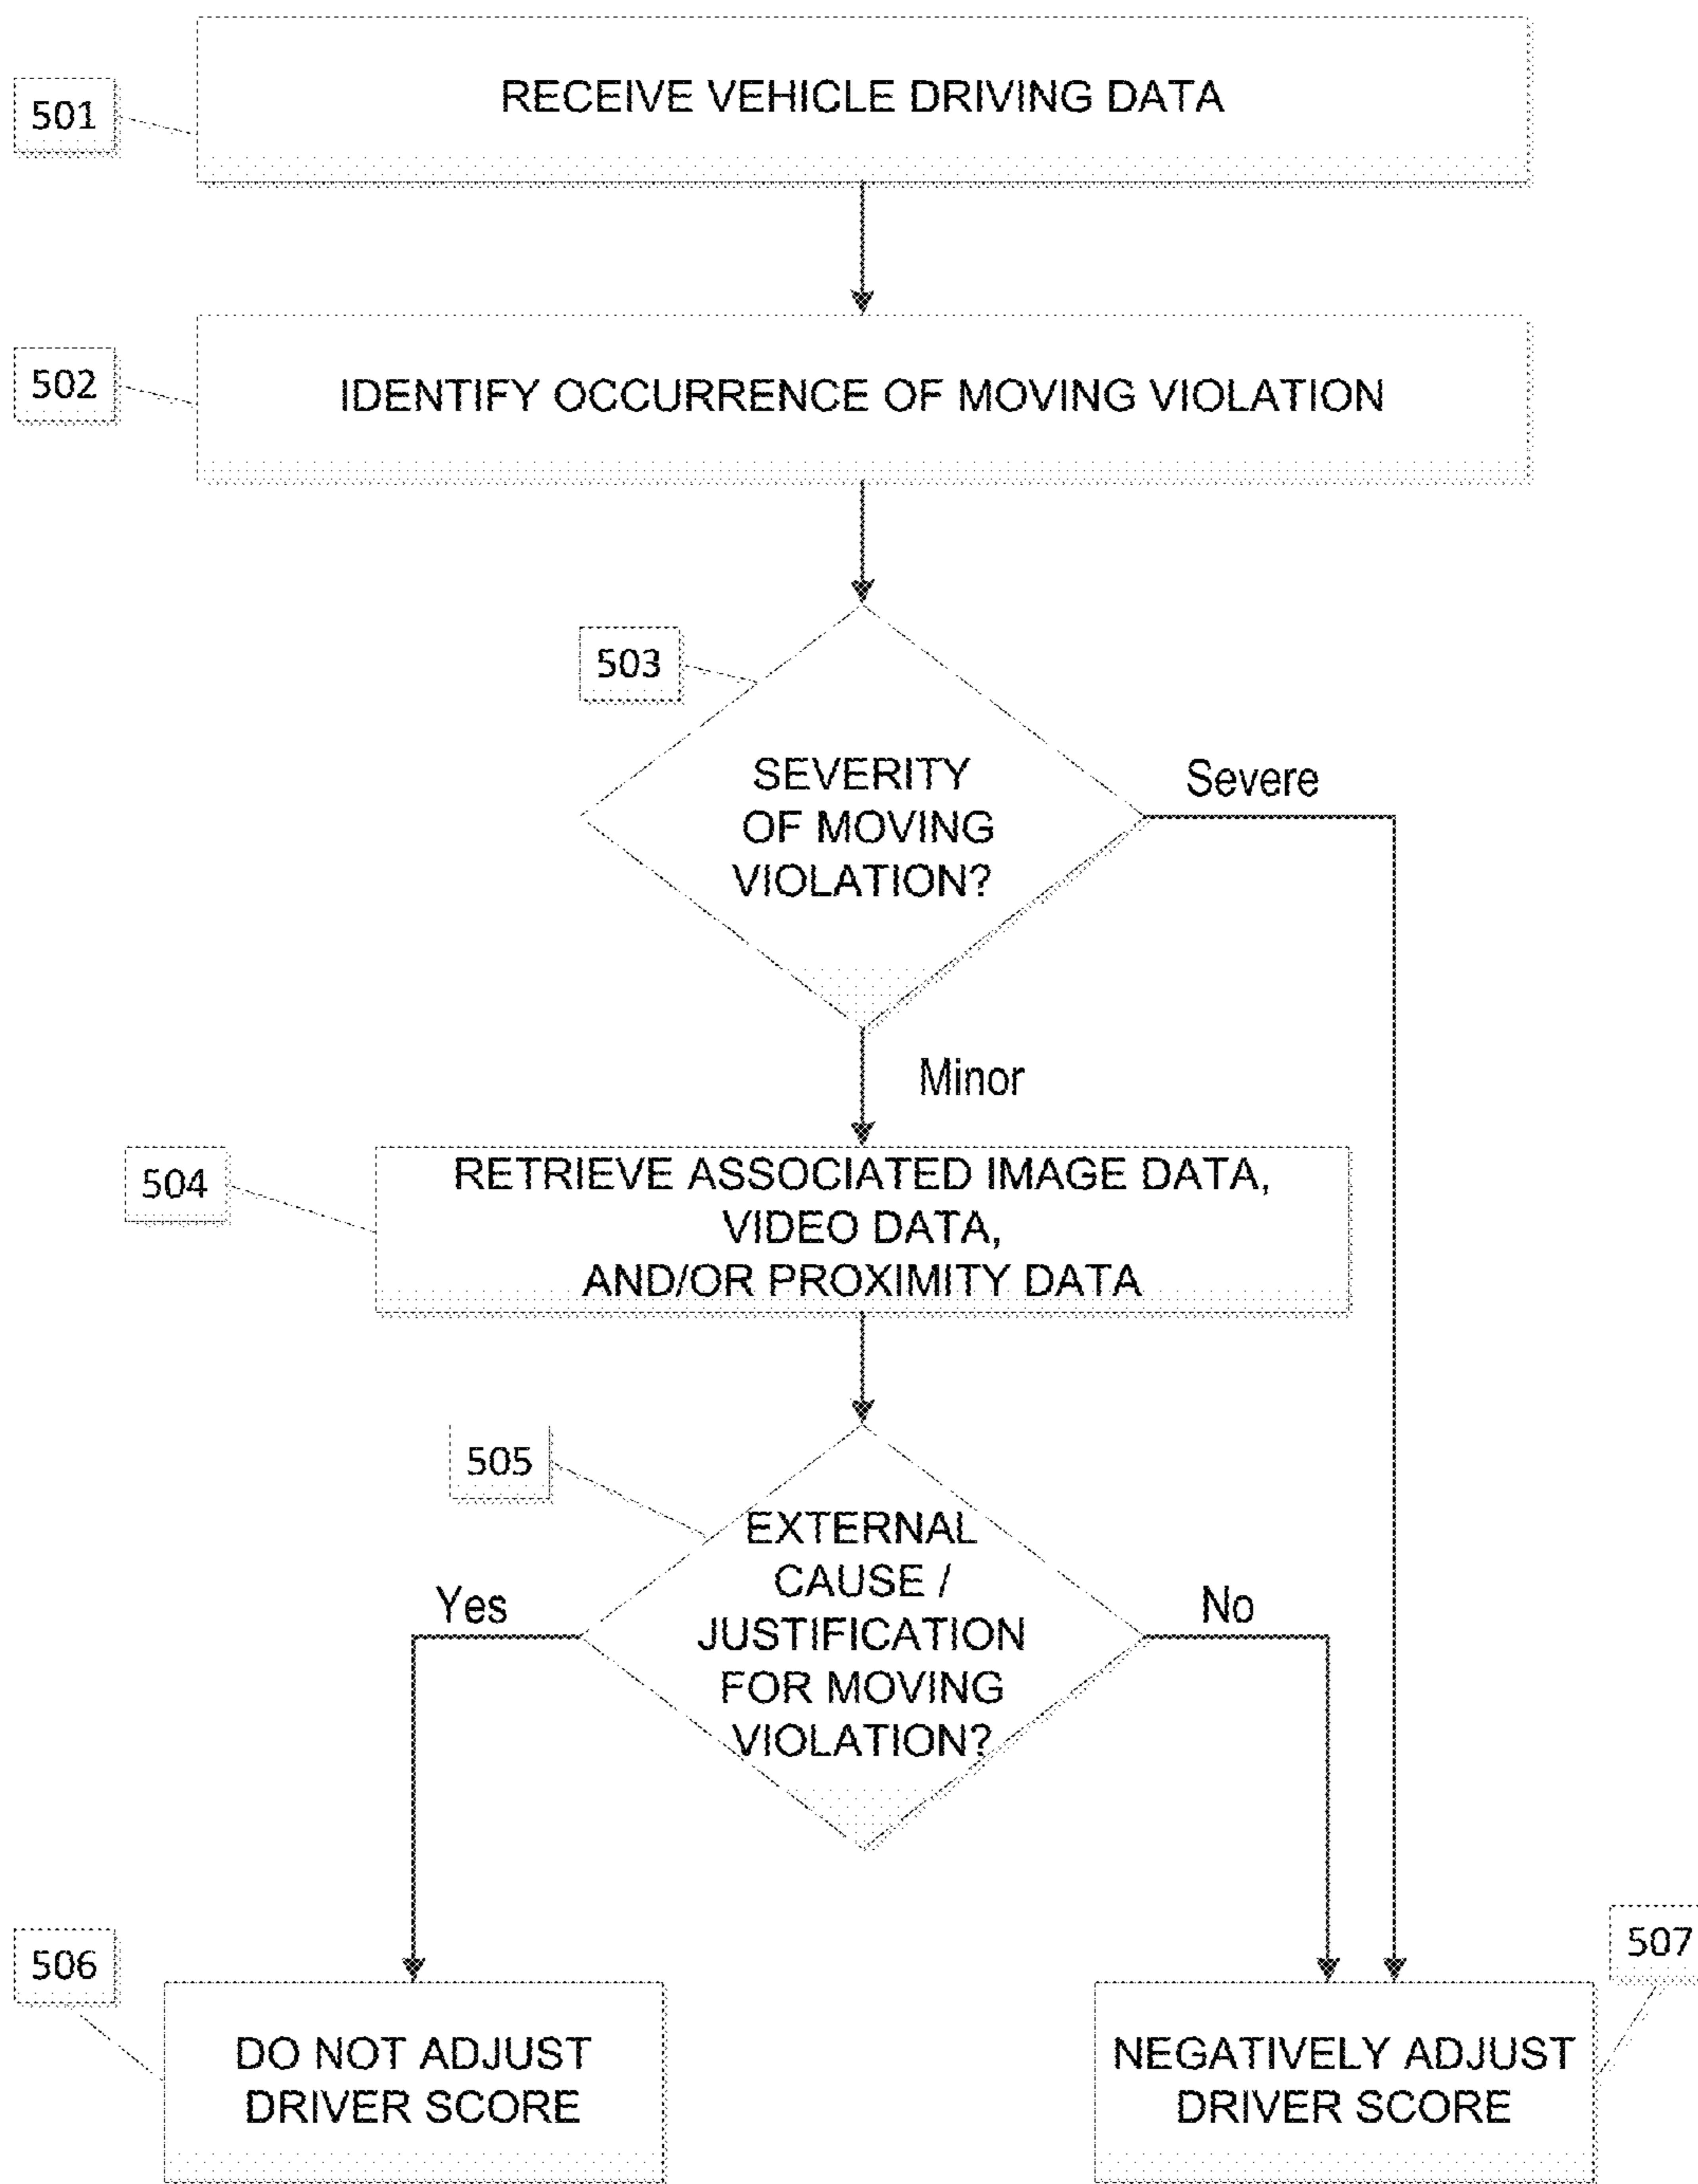 501
RECEIVE VEHICLE DRIVING DATA
502
IDENTIFY OCCURRENCE OF MOVING VIOLATION
503
SEVERITY
OF MOVING
VIOLATION?
Severe
Minor
504
RETRIEVE ASSOCIATED IMAGE DATA,
VIDEO DATA,
AND/OR PROXIMITY DATA
505
EXTERNAL
CAUSE /
JUSTIFICATION
FOR MOVING
VIOLATION?
Yes
No
506
DO NOT ADJUST
DRIVER SCORE
507
NEGATIVELY ADJUST
DRIVER SCORE